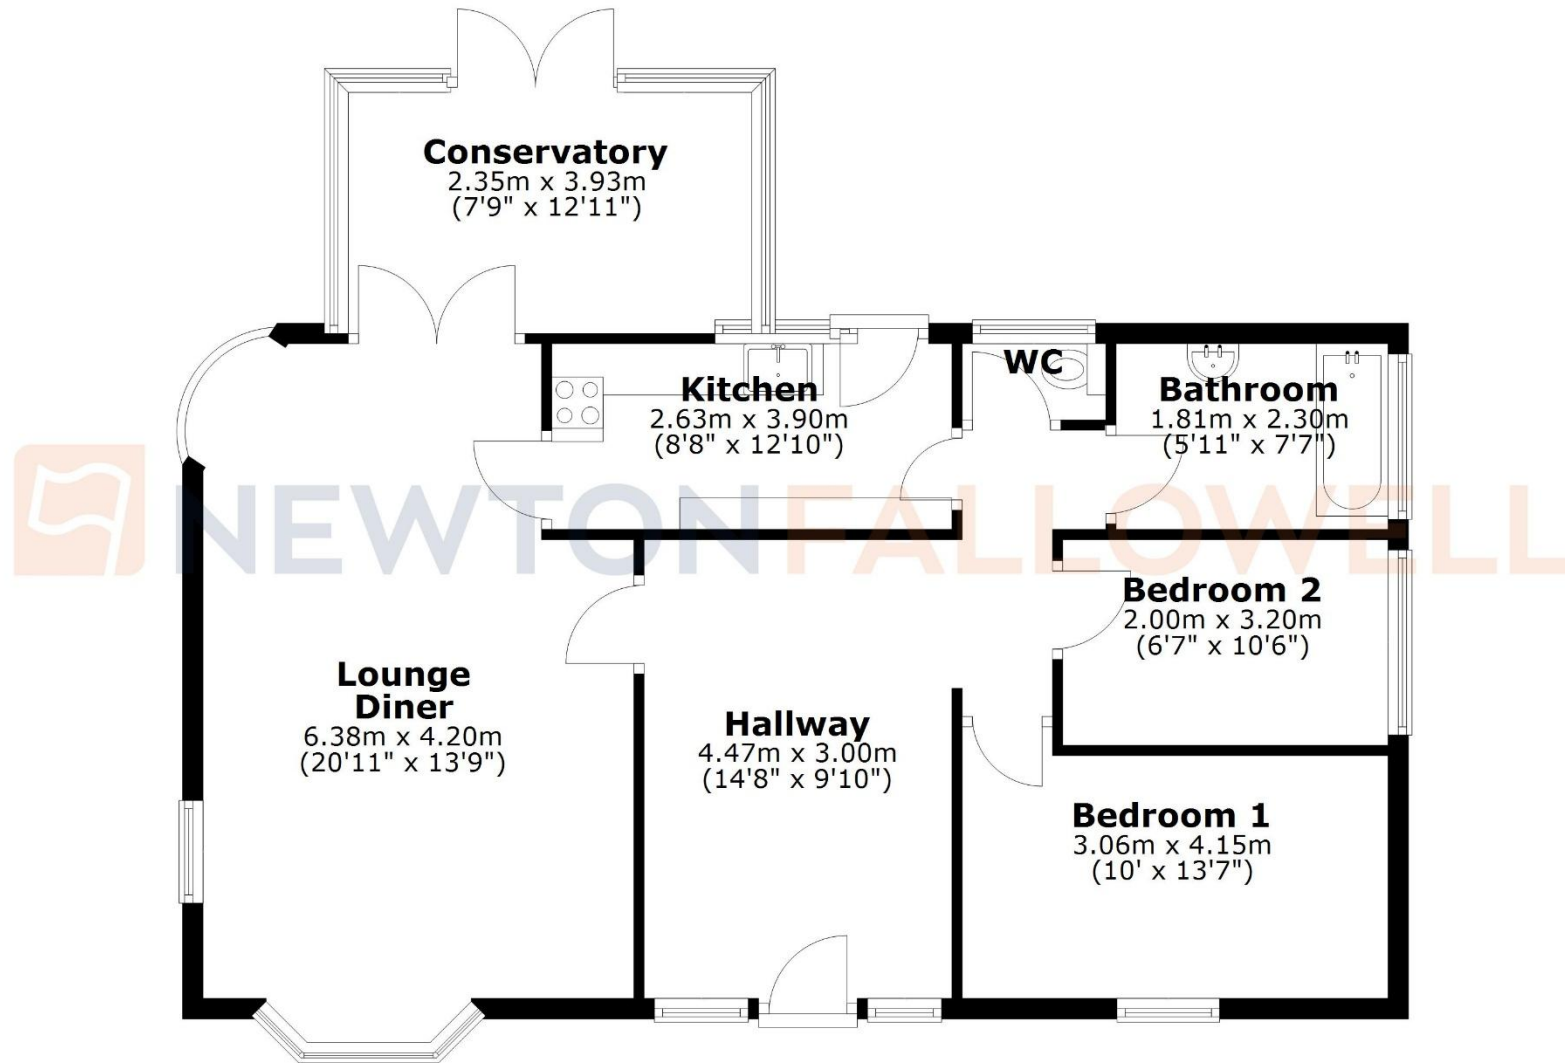 Conservatory
2.35m x 3.93m
(7'9" x 12'11")
WC
Kitchen
2.63m x 3.90m
(8'8" x 12'10")
Bathroom
1.81m x 2.30m
(5'11" x 7'7")
NEWTONFALLOWELL
Bedroom 2
2.00m x 3.20m
(6'7" x 10'6")
Lounge
Diner
6.38m x 4.20m
(20'11" x 13'9")
Hallway
4.47m x 3.00m
(14'8" x 9'10")
Bedroom 1
3.06m x 4.15m
(10' x 13'7")